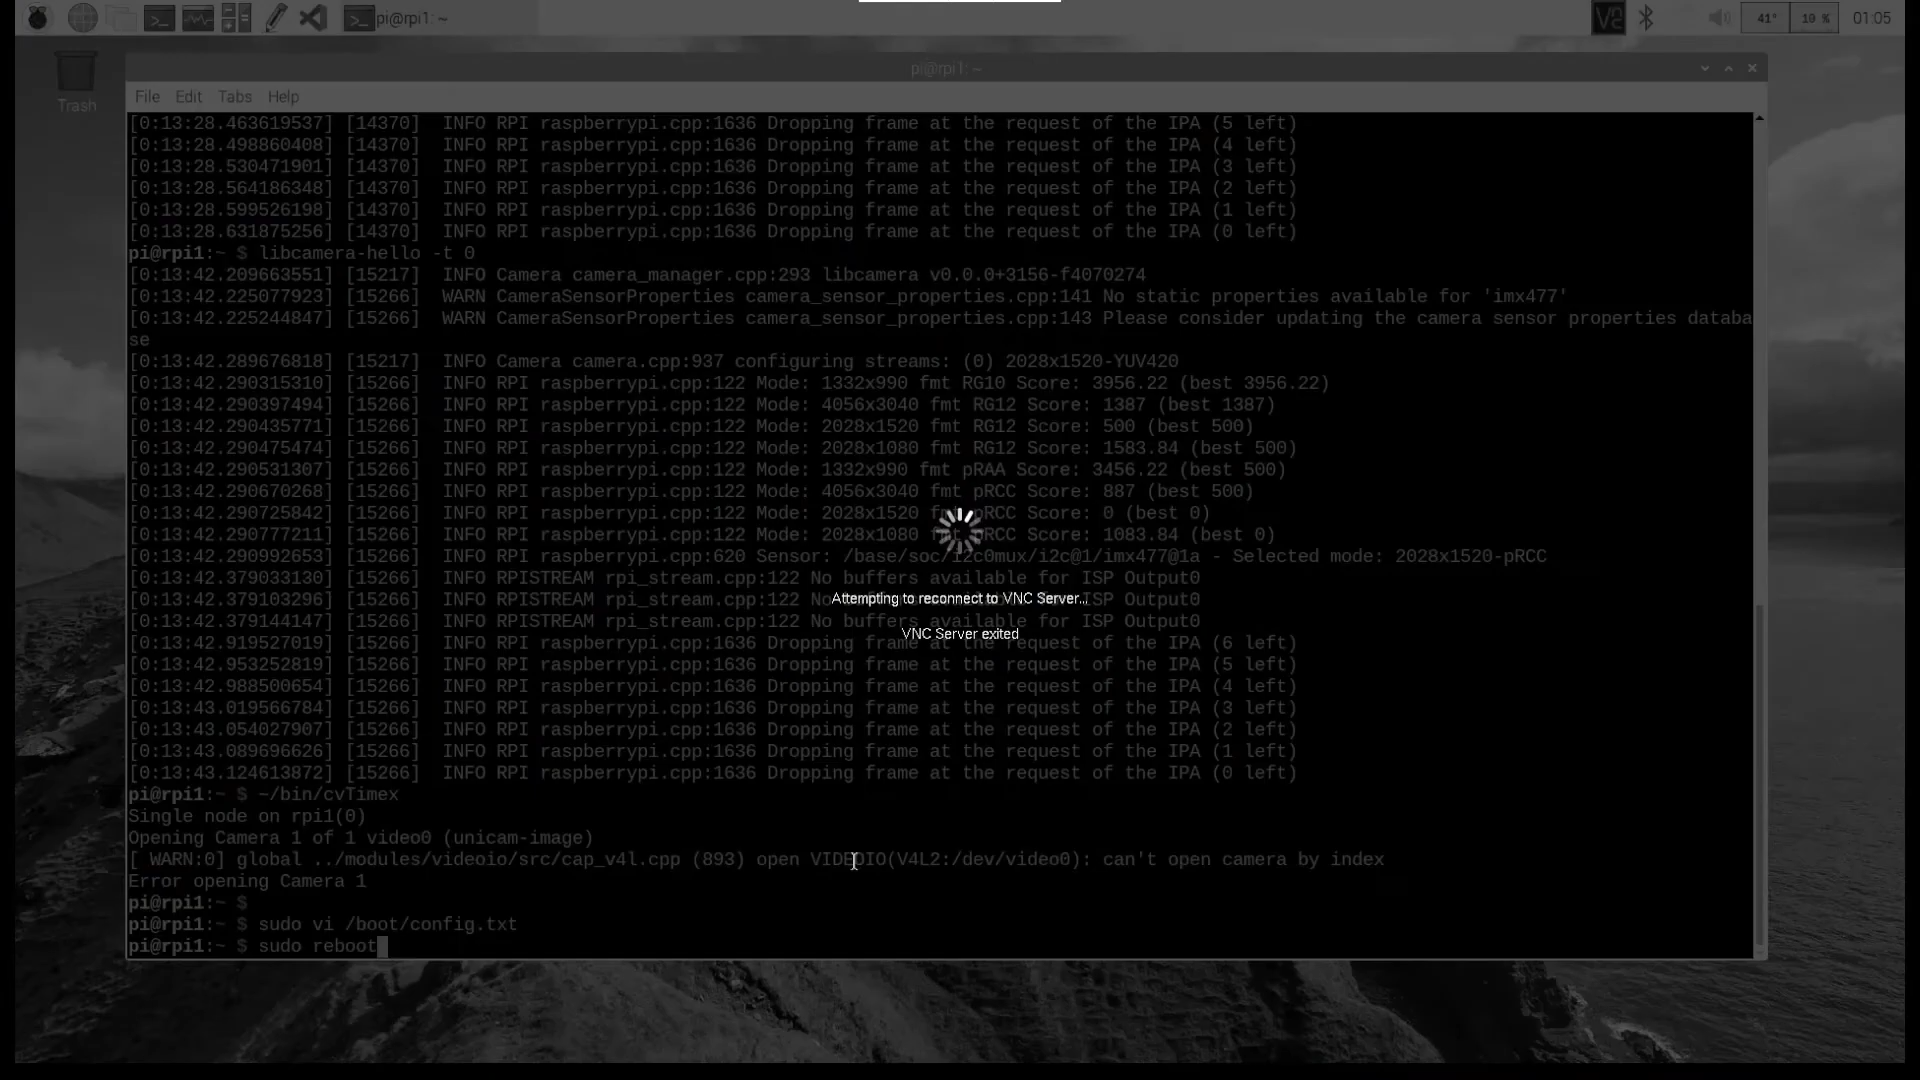 pi@rpi1: ~
V2
41°
10 %
01:05
Trash
pi@rpi1: ~
File Edit Tabs Help
[0:13:28.463619537] [14370] INFO RPI raspberrypi.cpp:1636 Dropping frame at the request of the IPA (5 left)
[0:13:28.498860408] [14370] INFO RPI raspberrypi.cpp:1636 Dropping frame at the request of the IPA (4 left)
[0:13:28.530471901] [14370] INFO RPI raspberrypi.cpp:1636 Dropping frame at the request of the IPA (3 left)
[0:13:28.564186348] [14370] INFO RPI raspberrypi.cpp:1636 Dropping frame at the request of the IPA (2 left)
[0:13:28.599526198] [14370] INFO RPI raspberrypi.cpp:1636 Dropping frame at the request of the IPA (1 left)
[0:13:28.631875256] [14370] INFO RPI raspberrypi.cpp:1636 Dropping frame at the request of the IPA (0 left)
pi@rpi1:~ $ libcamera-hello -t 0
[0:13:42.209663551] [15217] INFO Camera camera_manager.cpp:293 libcamera v0.0.0+3156-f4070274
[0:13:42.225077923] [15266] WARN CameraSensorProperties camera_sensor_properties.cpp:141 No static properties available for 'imx477'
[0:13:42.225244847] [15266] WARN CameraSensorProperties camera_sensor_properties.cpp:143 Please consider updating the camera sensor properties databa
se
[0:13:42.289676818] [15217] INFO Camera camera.cpp:937 configuring streams: (0) 2028x1520-YUV420
[0:13:42.290315310] [15266] INFO RPI raspberrypi.cpp:122 Mode: 1332x990 fmt RG10 Score: 3956.22 (best 3956.22)
[0:13:42.290397494] [15266] INFO RPI raspberrypi.cpp:122 Mode: 4056x3040 fmt RG12 Score: 1387 (best 1387)
[0:13:42.290435771] [15266] INFO RPI raspberrypi.cpp:122 Mode: 2028x1520 fmt RG12 Score: 500 (best 500)
[0:13:42.290475474] [15266] INFO RPI raspberrypi.cpp:122 Mode: 2028x1080 fmt RG12 Score: 1583.84 (best 500)
[0:13:42.290531307] [15266] INFO RPI raspberrypi.cpp:122 Mode: 1332x990 fmt pRAA Score: 3456.22 (best 500)
[0:13:42.290670268] [15266] INFO RPI raspberrypi.cpp:122 Mode: 4056x3040 fmt pRCC Score: 887 (best 500)
[0:13:42.290725842] [15266] INFO RPI raspberrypi.cpp:122 Mode: 2028x1520 fmt pRCC Score: 0 (best 0)
[0:13:42.290777211] [15266] INFO RPI raspberrypi.cpp:122 Mode: 2028x1080 fmt pRCC Score: 1083.84 (best 0)
[0:13:42.290992653] [15266] INFO RPI raspberrypi.cpp:620 Sensor: /base/soc/i2c0mux/i2c@1/imx477@1a - Selected mode: 2028x1520-pRCC
[0:13:42.379033130] [15266] INFO RPISTREAM rpi_stream.cpp:122 No buffers available for ISP Output0
[0:13:42.379103296] [15266] INFO RPISTREAM rpi_stream.cpp:122 No buffers available for ISP Output0
Attempting to reconnect to VNC Server...
[0:13:42.379144147] [15266] INFO RPISTREAM rpi_stream.cpp:122 No buffers available for ISP Output0
VNC Server exited
[0:13:42.919527019] [15266] INFO RPI raspberrypi.cpp:1636 Dropping frame at the request of the IPA (6 left)
[0:13:42.953252819] [15266] INFO RPI raspberrypi.cpp:1636 Dropping frame at the request of the IPA (5 left)
[0:13:42.988500654] [15266] INFO RPI raspberrypi.cpp:1636 Dropping frame at the request of the IPA (4 left)
[0:13:43.019566784] [15266] INFO RPI raspberrypi.cpp:1636 Dropping frame at the request of the IPA (3 left)
[0:13:43.054027907] [15266] INFO RPI raspberrypi.cpp:1636 Dropping frame at the request of the IPA (2 left)
[0:13:43.089696626] [15266] INFO RPI raspberrypi.cpp:1636 Dropping frame at the request of the IPA (1 left)
[0:13:43.124613872] [15266] INFO RPI raspberrypi.cpp:1636 Dropping frame at the request of the IPA (0 left)
pi@rpi1:~ $ ~/bin/cvTimex
Single node on rpi1(0)
Opening Camera 1 of 1 video0 (unicam-image)
[ WARN:0] global ../modules/videoio/src/cap_v4l.cpp (893) open VIDEOIO(V4L2:/dev/video0): can't open camera by index
Error opening Camera 1
pi@rpi1:~ $
pi@rpi1:~ $ sudo vi /boot/config.txt
pi@rpi1:~ $ sudo reboot